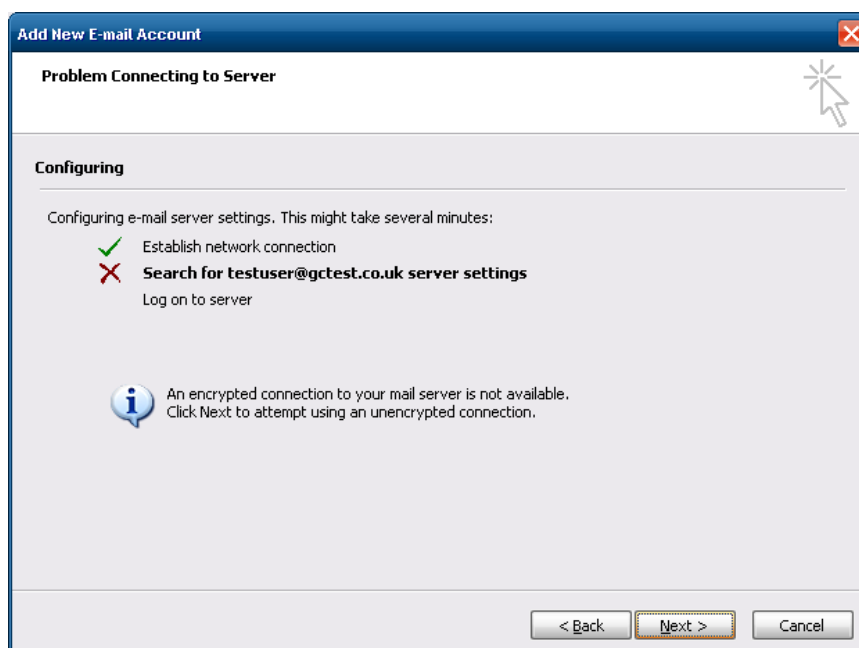 Add New E-mail Account
Problem Connecting to Server
Configuring
Configuring e-mail server settings. This might take several minutes:
Establish network connection
Search for testuser@gctest.co.uk server settings
Log on to server
An encrypted connection to your mail server is not available.
Click Next to attempt using an unencrypted connection.
< Back Next > Cancel